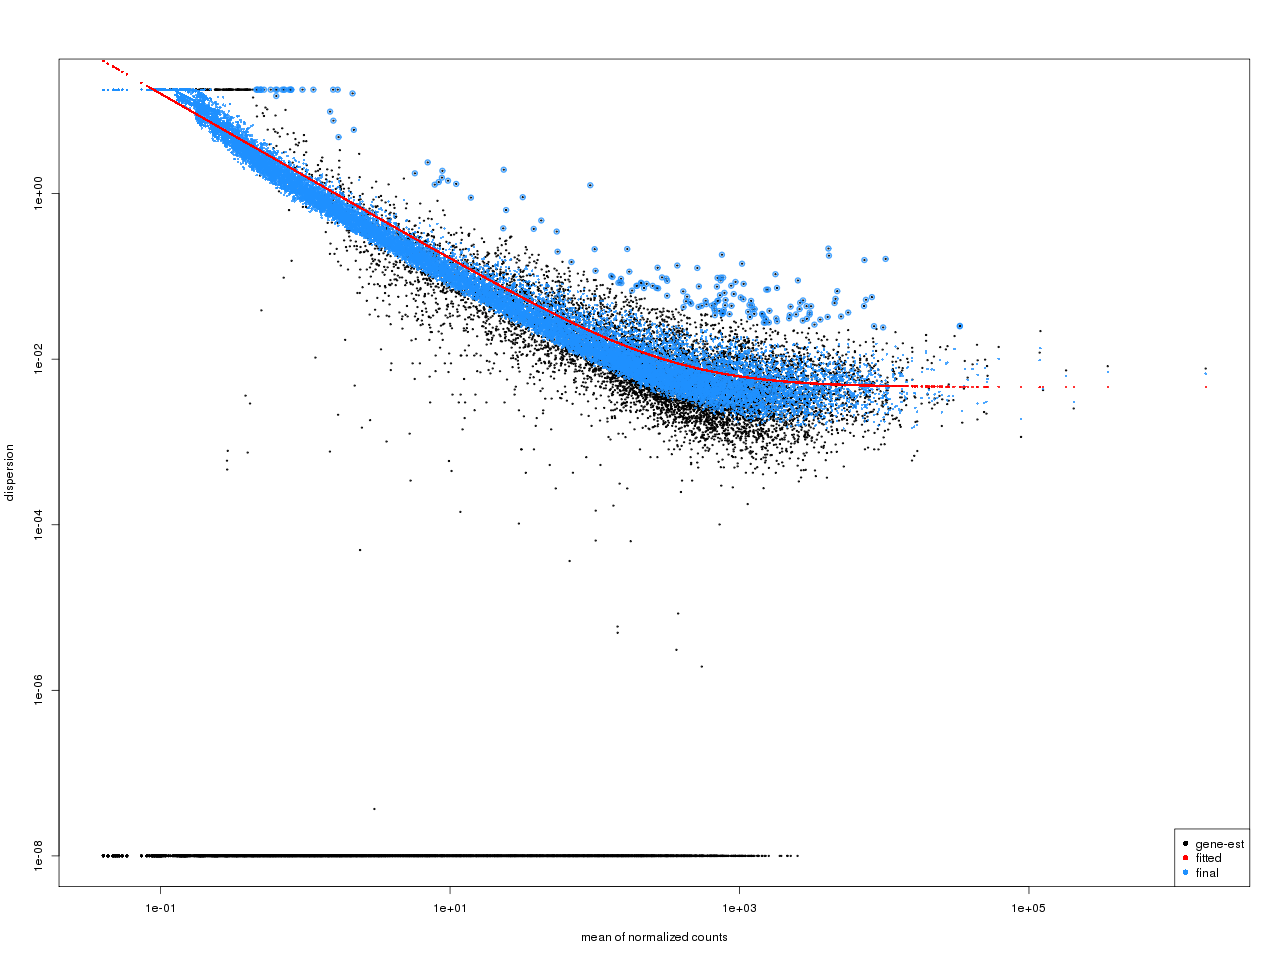 dispersion
1e+00
1e-02
1e-04
1e-06
1e-08
gene-est
fitted
final
1e-01
1e+01
1e+03
1e+05
mean of normalized counts